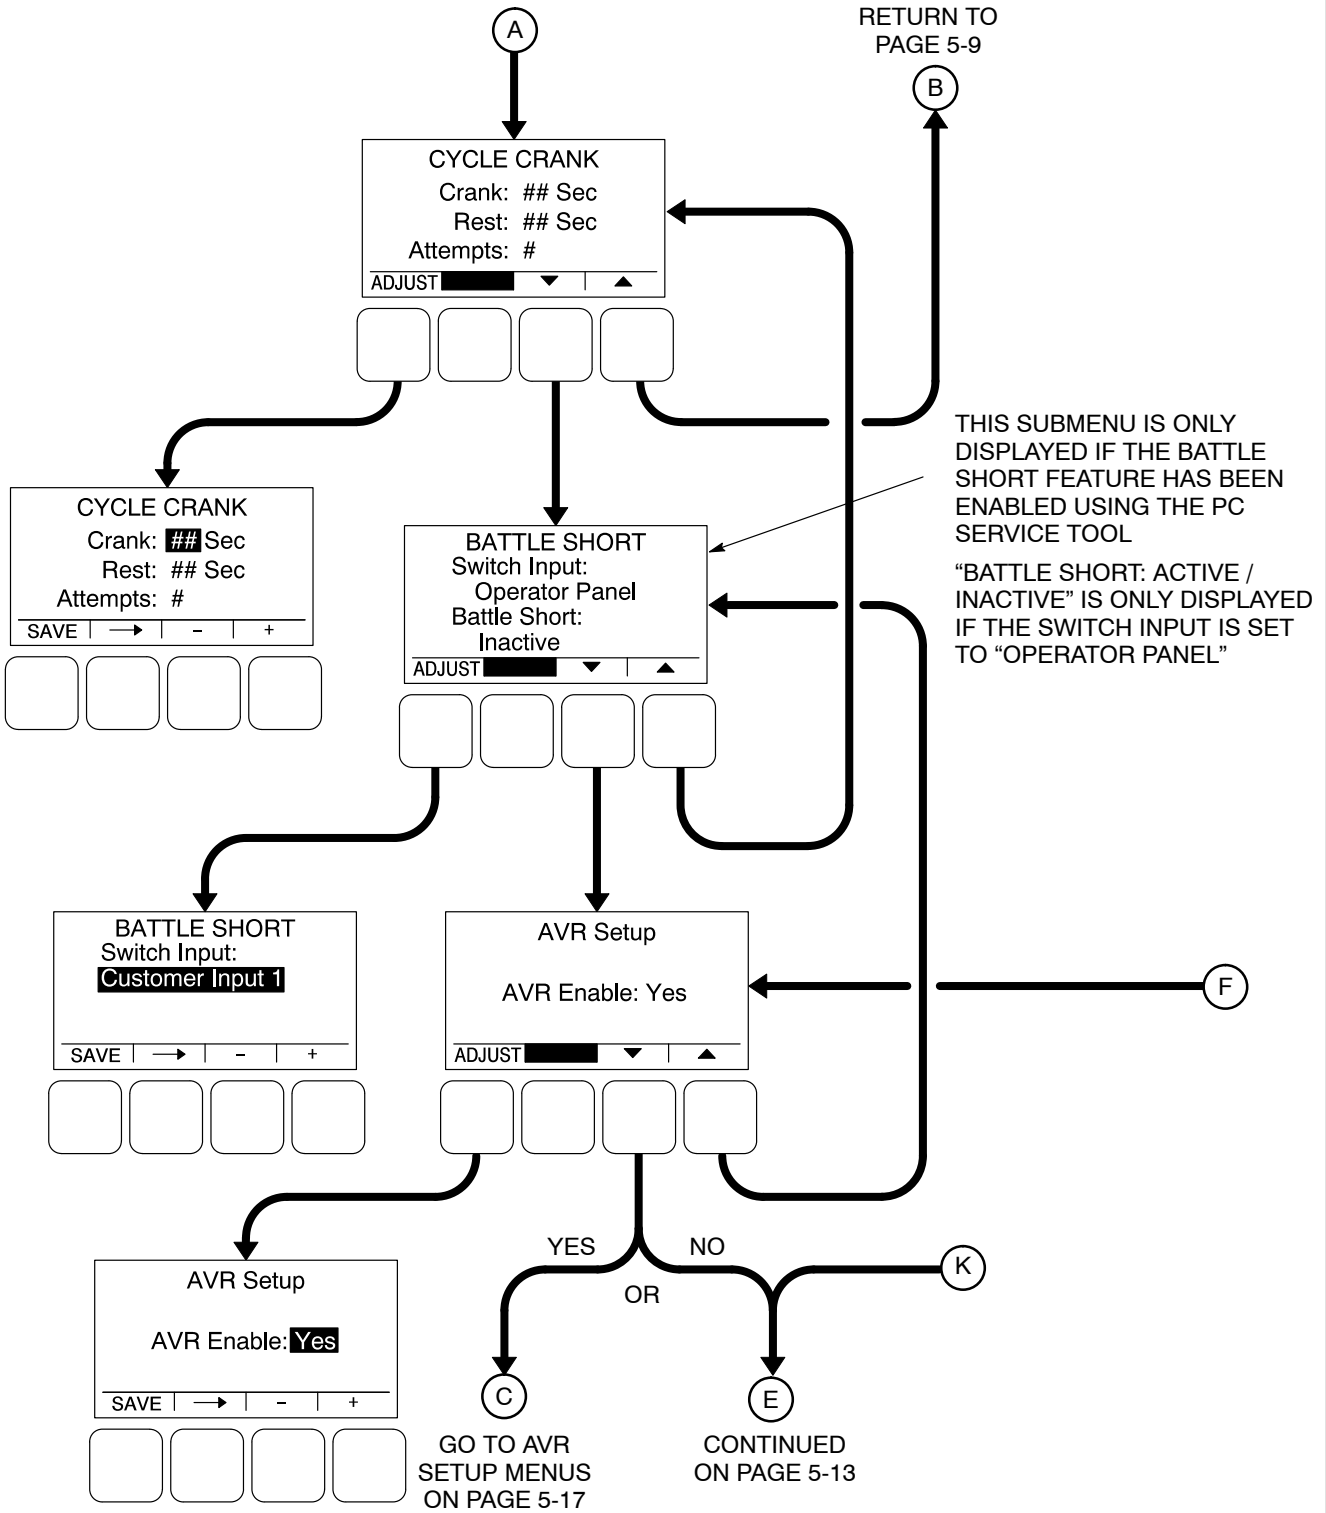 A
RETURN TO
PAGE 5-9
B
CYCLE CRANK
Crank: ## Sec
Rest: ## Sec
Attempts: #
ADJUST ▼ ▲
THIS SUBMENU IS ONLY
DISPLAYED IF THE BATTLE
SHORT FEATURE HAS BEEN
ENABLED USING THE PC
SERVICE TOOL
“BATTLE SHORT: ACTIVE /
INACTIVE” IS ONLY DISPLAYED
IF THE SWITCH INPUT IS SET
TO “OPERATOR PANEL”
CYCLE CRANK
Crank: ## Sec
Rest: ## Sec
Attempts: #
SAVE → − +
BATTLE SHORT
Switch Input:
Operator Panel
Battle Short:
Inactive
ADJUST ▼ ▲
BATTLE SHORT
Switch Input:
Customer Input 1
SAVE → − +
AVR Setup
AVR Enable: Yes
ADJUST ▼ ▲
F
AVR Setup
AVR Enable: Yes
SAVE → − +
YES
NO
OR
K
C
GO TO AVR
SETUP MENUS
ON PAGE 5-17
E
CONTINUED
ON PAGE 5-13